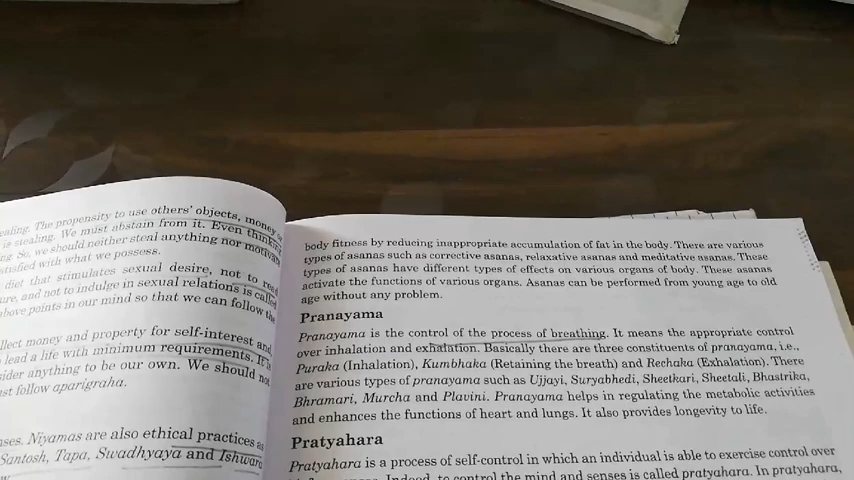 ealing. The propensity to use others' objects, money or
is stealing. We must abstain from it. Even thinking
ng. So, we should neither steal anything nor motivate
atisfied with what we possess.
diet that stimulates sexual desire, not to read
ure, and not to indulge in sexual relations is called
above points in our mind so that we can follow the
llect money and property for self-interest and
lead a life with minimum requirements. It is
sider anything to be our own. We should not
st follow aparigraha.
nses. Niyamas are also ethical practices as
Santosh, Tapa, Swadhyaya and Ishwara
body fitness by reducing inappropriate accumulation of fat in the body. There are various
types of asanas such as corrective asanas, relaxative asanas and meditative asanas. These
types of asanas have different types of effects on various organs of body. These asanas
activate the functions of various organs. Asanas can be performed from young age to old
age without any problem.
Pranayama
Pranayama is the control of the process of breathing. It means the appropriate control
over inhalation and exhalation. Basically there are three constituents of pranayama, i.e.,
Puraka (Inhalation), Kumbhaka (Retaining the breath) and Rechaka (Exhalation). There
are various types of pranayama such as Ujjayi, Suryabhedi, Sheetkari, Sheetali, Bhastrika,
Bhramari, Murcha and Plavini. Pranayama helps in regulating the metabolic activities
and enhances the functions of heart and lungs. It also provides longevity to life.
Pratyahara
Pratyahara is a process of self-control in which an individual is able to exercise control over
Indeed, to control the mind and senses is called pratyahara. In pratyahara,